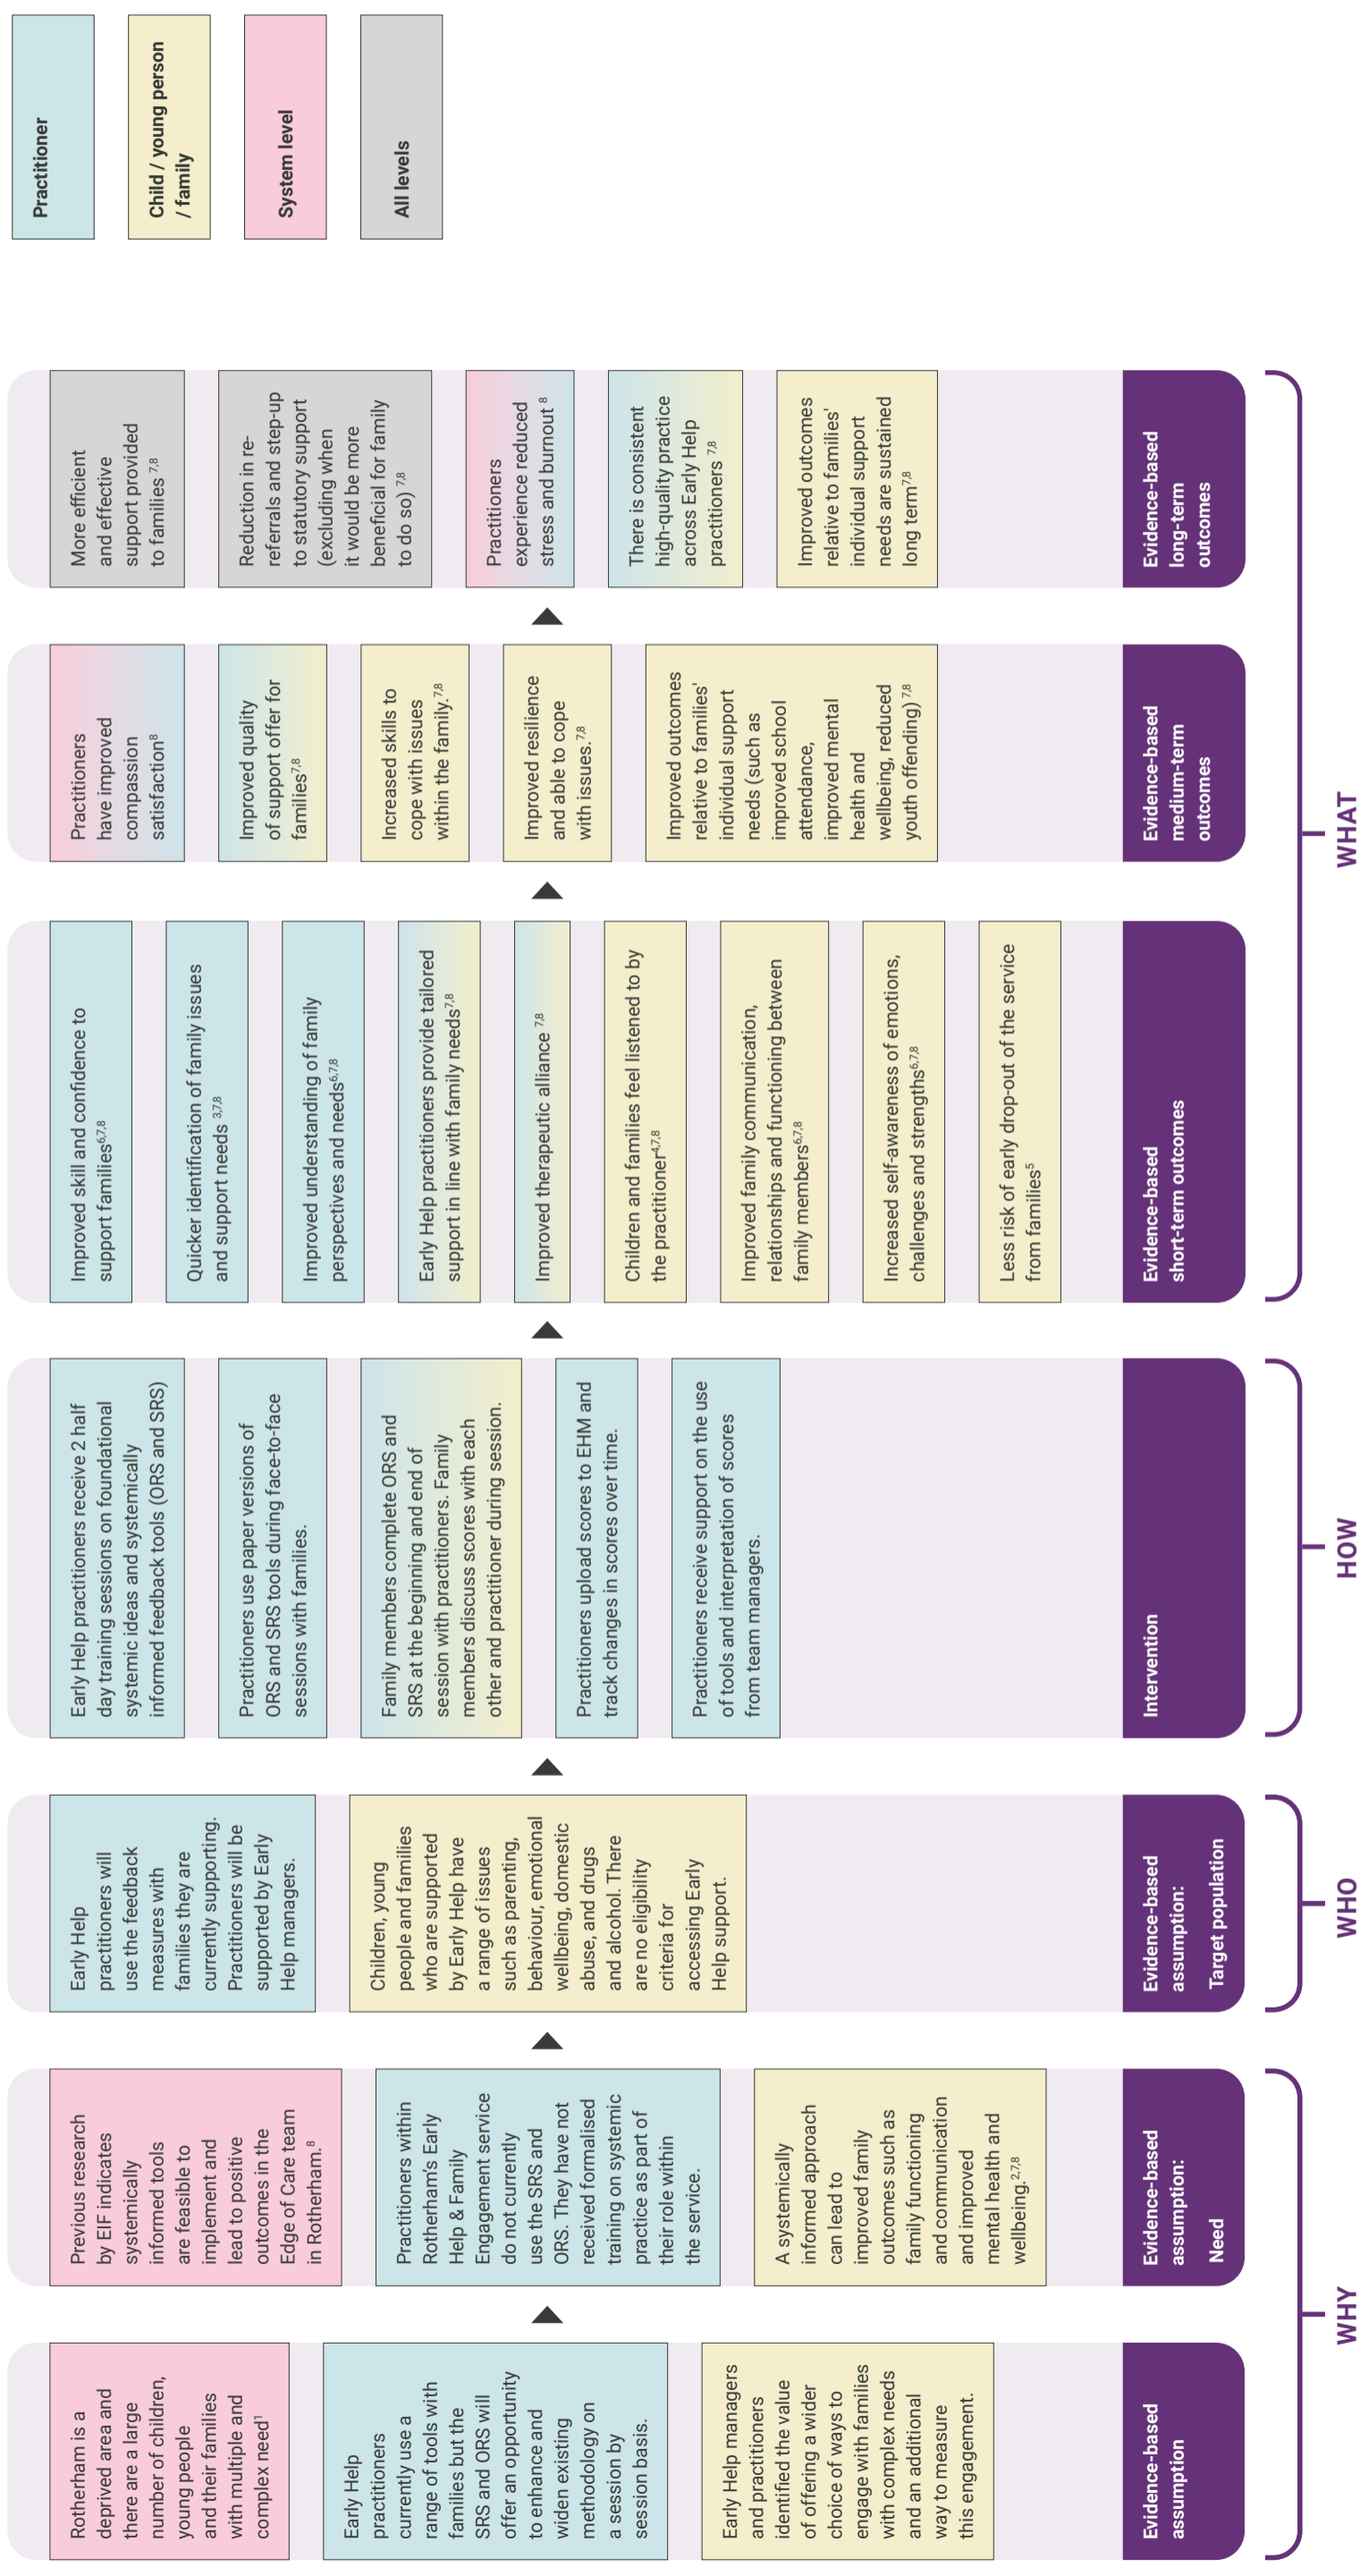 Rotherham is a
deprived area and
there are a large
number of children,
young people
and their families
with multiple and
complex need1
Early Help
practitioners
currently use a
range of tools with
families but the
SRS and ORS will
offer an opportunity
to enhance and
widen existing
methodology on
a session by
session basis.
Early Help managers
and practitioners
identified the value
of offering a wider
choice of ways to
engage with families
with complex needs
and an additional
way to measure
this engagement.
Evidence-based
assumption
Previous research
by EIF indicates
systemically
informed tools
are feasible to
implement and
lead to positive
outcomes in the
Edge of Care team
in Rotherham.8
Practitioners within
Rotherham's Early
Help & Family
Engagement service
do not currently
use the SRS and
ORS. They have not
received formalised
training on systemic
practice as part of
their role within
the service.
A systemically
informed approach
can lead to
improved family
outcomes such as
family functioning
and communication
and improved
mental health and
wellbeing.2,7,8
Evidence-based
assumption:
Need
WHY
Early Help
practitioners will
use the feedback
measures with
families they are
currently supporting.
Practitioners will be
supported by Early
Help managers.
Children, young
people and families
who are supported
by Early Help have
a range of issues
such as parenting,
behaviour, emotional
wellbeing, domestic
abuse, and drugs
and alcohol. There
are no eligibility
criteria for
accessing Early
Help support.
Evidence-based
assumption:
Target population
WHO
Early Help practitioners receive 2 half
day training sessions on foundational
systemic ideas and systemically
informed feedback tools (ORS and SRS)
Practitioners use paper versions of
ORS and SRS tools during face-to-face
sessions with families.
Family members complete ORS and
SRS at the beginning and end of
session with practitioners. Family
members discuss scores with each
other and practitioner during session.
Practitioners upload scores to EHM and
track changes in scores over time.
Practitioners receive support on the use
of tools and interpretation of scores
from team managers.
Intervention
HOW
Improved skill and confidence to
support families6,7,8
Quicker identification of family issues
and support needs 3,7,8
Improved understanding of family
perspectives and needs6,7,8
Early Help practitioners provide tailored
support in line with family needs7,8
Improved therapeutic alliance 7,8
Children and families feel listened to by
the practitioner4,7,8
Improved family communication,
relationships and functioning between
family members6,7,8
Increased self-awareness of emotions,
challenges and strengths6,7,8
Less risk of early drop-out of the service
from families5
Evidence-based
short-term outcomes
Practitioners
have improved
compassion
satisfaction8
Improved quality
of support offer for
families7,8
Increased skills to
cope with issues
within the family.7,8
Improved resilience
and able to cope
with issues.7,8
Improved outcomes
relative to families'
individual support
needs (such as
improved school
attendance,
improved mental
health and
wellbeing, reduced
youth offending) 7,8
Evidence-based
medium-term
outcomes
More efficient
and effective
support provided
to families 7,8
Reduction in re-
referrals and step-up
to statutory support
(excluding when
it would be more
beneficial for family
to do so) 7,8
Practitioners
experience reduced
stress and burnout 8
There is consistent
high-quality practice
across Early Help
practitioners 7,8
Improved outcomes
relative to families'
individual support
needs are sustained
long term7,8
Evidence-based
long-term
outcomes
WHAT
Practitioner
Child / young person
/ family
System level
All levels